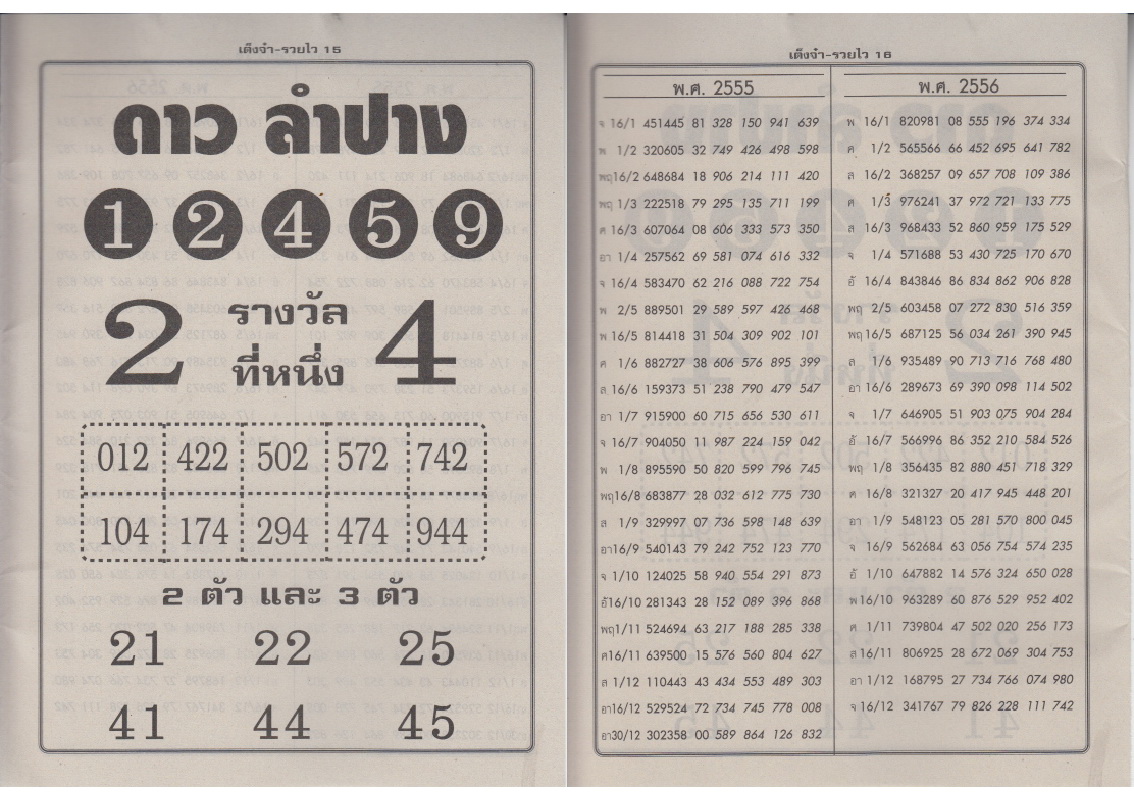 เต็งจ๋า-รวยไว 15
ดาว ลำปาง
1 2 4 5 9
2 รางวัล ที่หนึ่ง 4
012 422 502 572 742
104 174 294 474 944
2 ตัว และ 3 ตัว
21 22 25
41 44 45
เต็งจ๋า-รวยไว 16
พ.ศ. 2555
จ 16/1 451445 81 328 150 941 639
พ 1/2 320605 32 749 426 498 598
พฤ16/2 648684 18 906 214 111 420
พฤ 1/3 222518 79 295 135 711 199
ศ 16/3 607064 08 606 333 573 350
อา 1/4 257562 69 581 074 616 332
จ 16/4 583470 62 216 088 722 754
พ 2/5 889501 29 589 597 426 468
พ 16/5 814418 31 504 309 902 101
ศ 1/6 882727 38 606 576 895 399
ส 16/6 159373 51 238 790 479 547
อา 1/7 915900 60 715 656 530 611
จ 16/7 904050 11 987 224 159 042
พ 1/8 895590 50 820 599 796 745
พฤ16/8 683877 28 032 612 775 730
ส 1/9 329997 07 736 598 148 639
อา16/9 540143 79 242 752 123 770
จ 1/10 124025 58 940 554 291 873
อ้16/10 281343 28 152 089 396 868
พฤ1/11 524694 63 217 188 285 338
ศ16/11 639500 15 576 560 804 627
ส 1/12 110443 43 434 553 489 303
อา16/12 529524 72 734 745 778 008
อา30/12 302358 00 589 864 126 832
พ.ศ. 2556
พ 16/1 820981 08 555 196 374 334
ศ 1/2 565566 66 452 695 641 782
ส 16/2 368257 09 657 708 109 386
ศ 1/3 976241 37 972 721 133 775
ส 16/3 968433 52 860 959 175 529
จ 1/4 571688 53 430 725 170 670
อ้ 16/4 843846 86 834 862 906 828
พฤ 2/5 603458 07 272 830 516 359
พฤ16/5 687125 56 034 261 390 945
ส 1/6 935489 90 713 716 768 480
อา 16/6 289673 69 390 098 114 502
จ 1/7 646905 51 903 075 904 284
อ้ 16/7 566996 86 352 210 584 526
พฤ 1/8 356435 82 880 451 718 329
ศ 16/8 321327 20 417 945 448 201
อา 1/9 548123 05 281 570 800 045
จ 16/9 562684 63 056 754 574 235
อ้ 1/10 647882 14 576 324 650 028
พ16/10 963289 60 876 529 952 402
ศ 1/11 739804 47 502 020 256 173
ส 16/11 806925 28 672 069 304 753
อา 1/12 168795 27 734 766 074 980
จ 16/12 341767 79 826 228 111 742